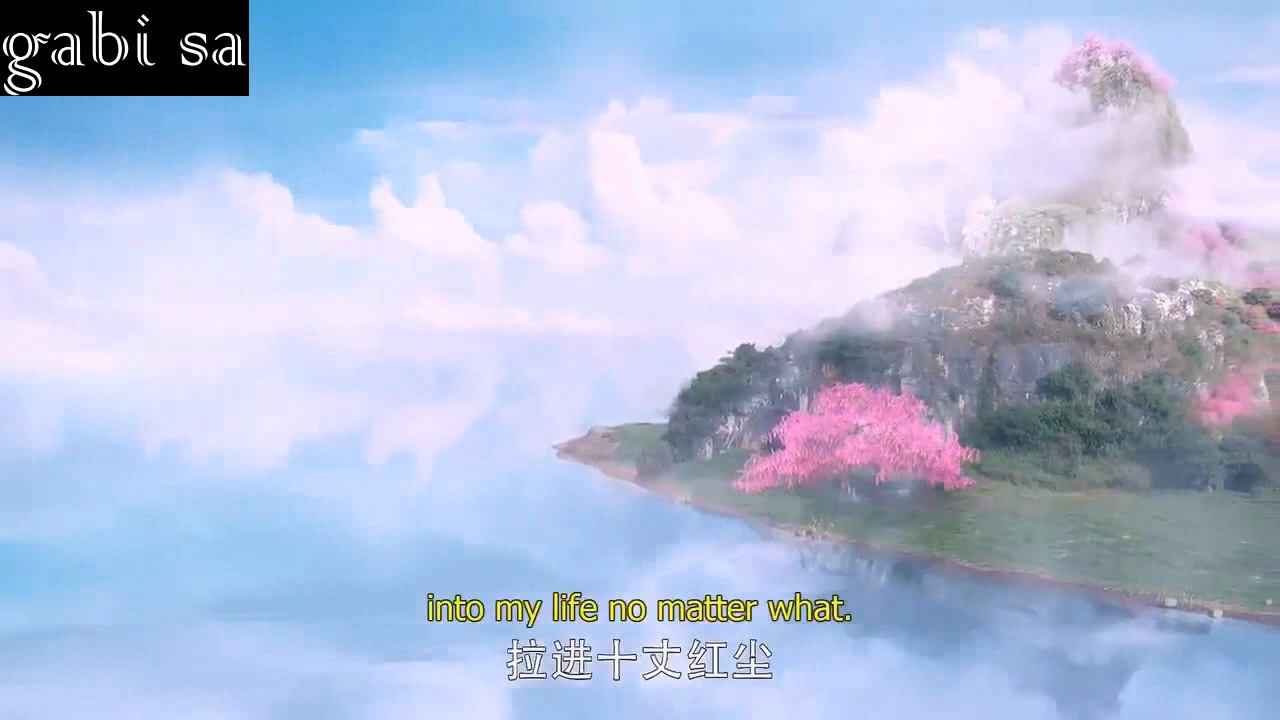 gabi sa
into my life no matter what.
拉进十丈红尘